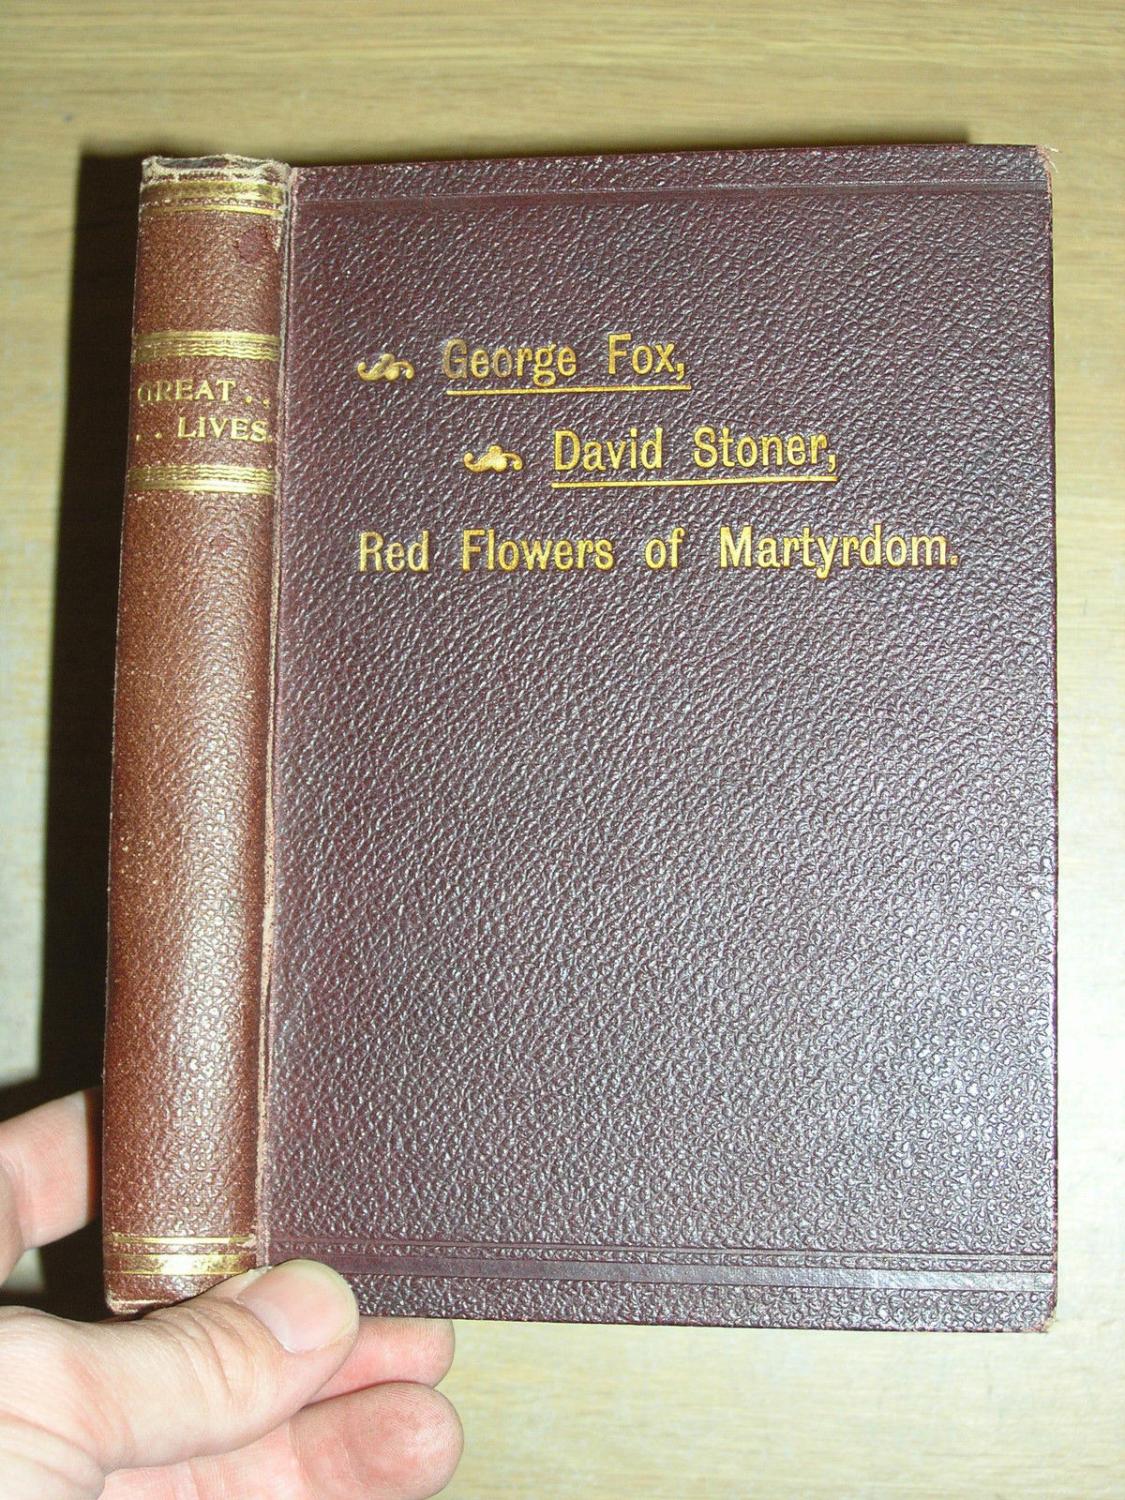 GREAT . .
. . LIVES.
George Fox,
David Stoner,
Red Flowers of Martyrdom.